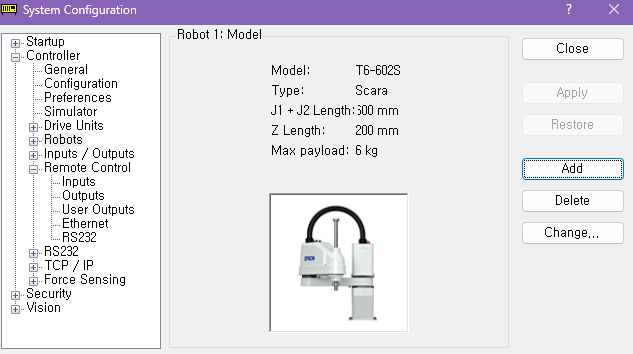 System Configuration
Startup
Controller
General
Configuration
Preferences
Simulator
Drive Units
Robots
Inputs / Outputs
Remote Control
Inputs
Outputs
User Outputs
Ethernet
RS232
RS232
TCP / IP
Force Sensing
Security
Vision
Robot 1: Model
Model: T6-602S
Type: Scara
J1 + J2 Length: 600 mm
Z Length: 200 mm
Max payload: 6 kg
EPSON
Close
Apply
Restore
Add
Delete
Change...